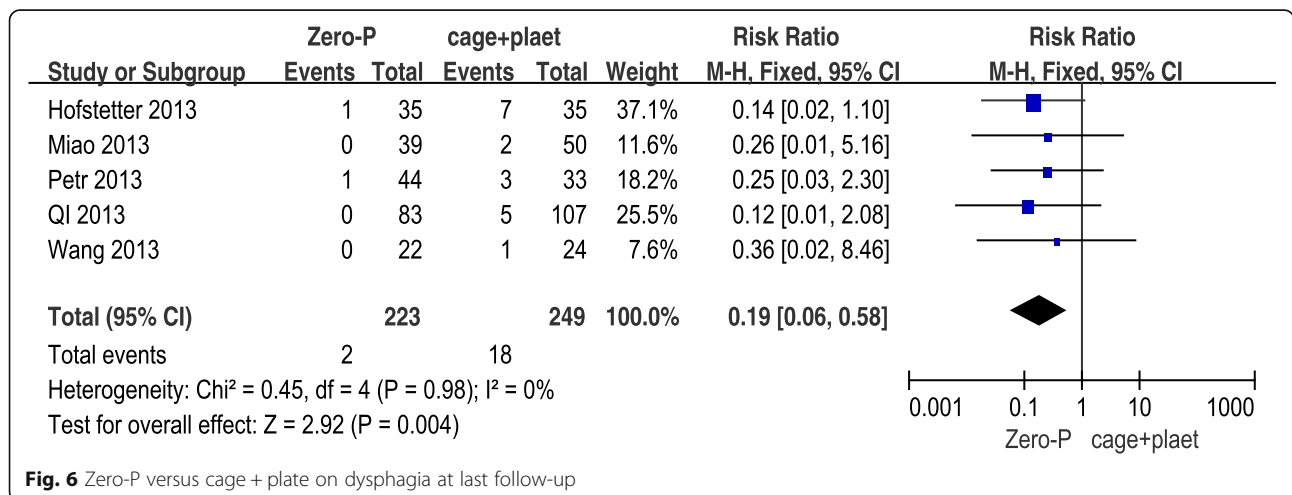 Zero-P cage+plaet Risk Ratio Risk Ratio
Study or Subgroup Events Total Events Total Weight M-H, Fixed, 95% CI M-H, Fixed, 95% CI
Hofstetter 2013 1 35 7 35 37.1% 0.14 [0.02, 1.10]
Miao 2013 0 39 2 50 11.6% 0.26 [0.01, 5.16]
Petr 2013 1 44 3 33 18.2% 0.25 [0.03, 2.30]
QI 2013 0 83 5 107 25.5% 0.12 [0.01, 2.08]
Wang 2013 0 22 1 24 7.6% 0.36 [0.02, 8.46]
Total (95% CI) 223 249 100.0% 0.19 [0.06, 0.58]
Total events 2 18
Heterogeneity: Chi² = 0.45, df = 4 (P = 0.98); I² = 0%
Test for overall effect: Z = 2.92 (P = 0.004)
0.001 0.1 1 10 1000
Zero-P cage+plaet
Fig. 6 Zero-P versus cage + plate on dysphagia at last follow-up